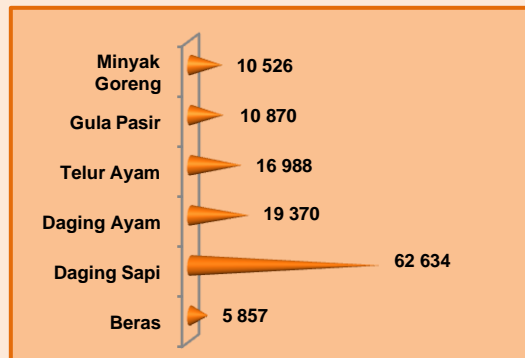 Minyak
Goreng
10 526
Gula Pasir
10 870
Telur Ayam
16 988
Daging Ayam
19 370
Daging Sapi
62 634
Beras
5 857